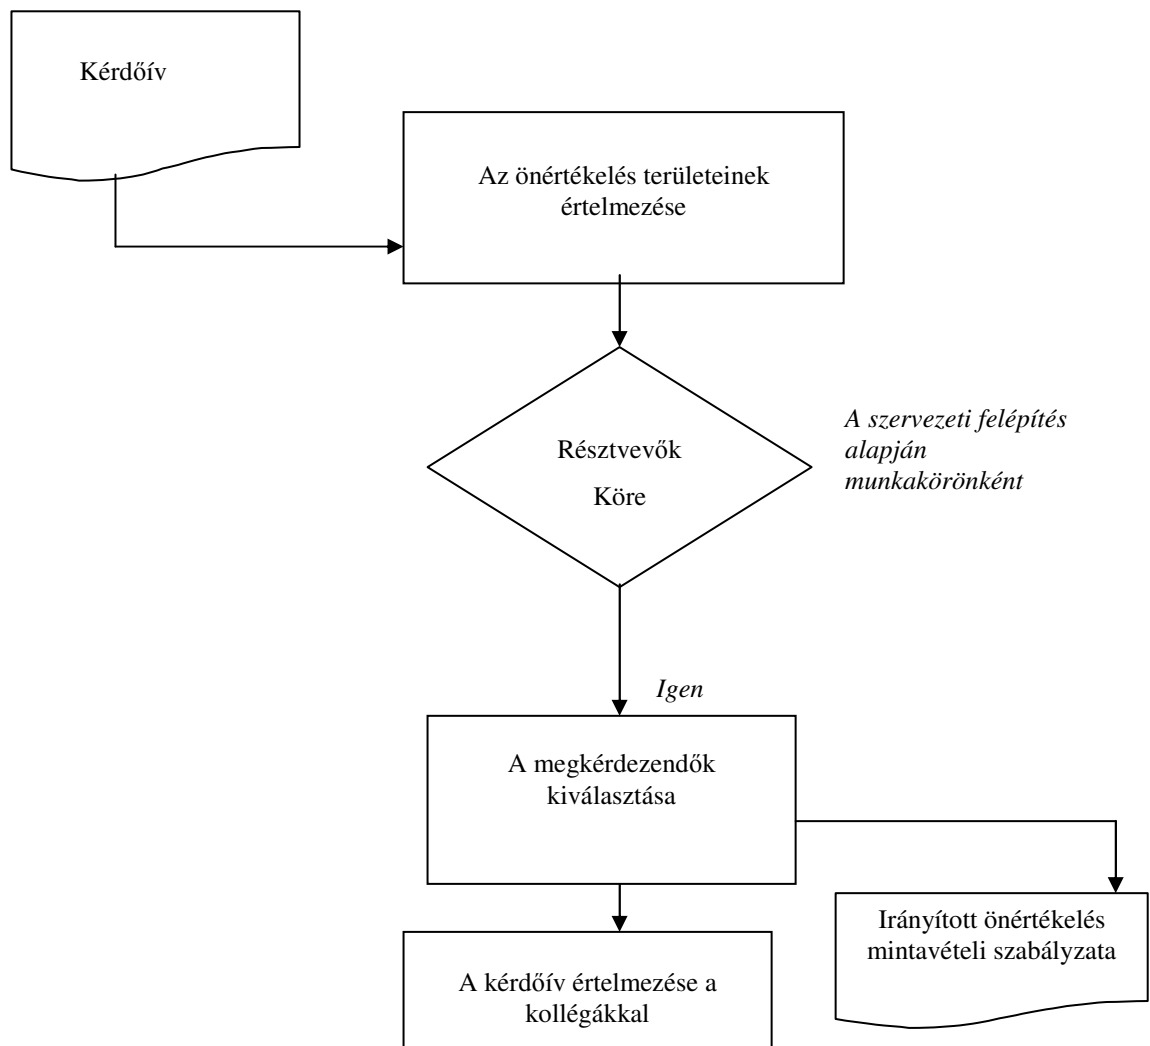 Kérdőív
Az önértékelés területeinek
értelmezése
Résztvevők
Köre
A szervezeti felépítés
alapján
munkakörönként
Igen
A megkérdezendők
kiválasztása
Irányított önértékelés
mintavételi szabályzata
A kérdőív értelmezése a
kollégákkal